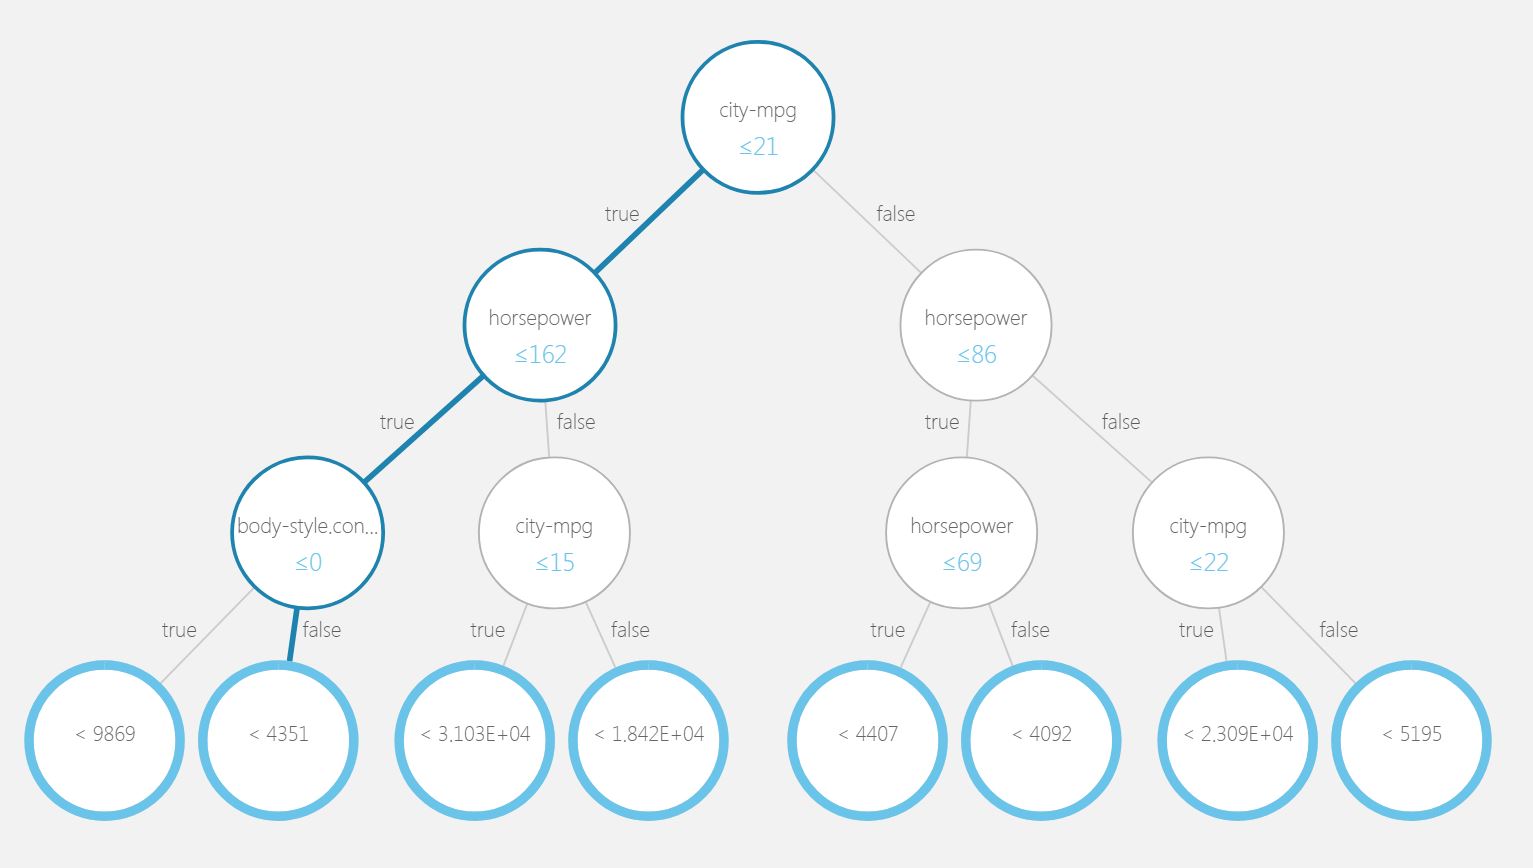 city-mpg
≤21
true
false
horsepower
≤162
horsepower
≤86
true
false
true
false
body-style.con...
≤0
city-mpg
≤15
horsepower
≤69
city-mpg
≤22
true
false
true
false
true
false
true
false
< 9869
< 4351
< 3.103E+04
< 1.842E+04
< 4407
< 4092
< 2.309E+04
< 5195